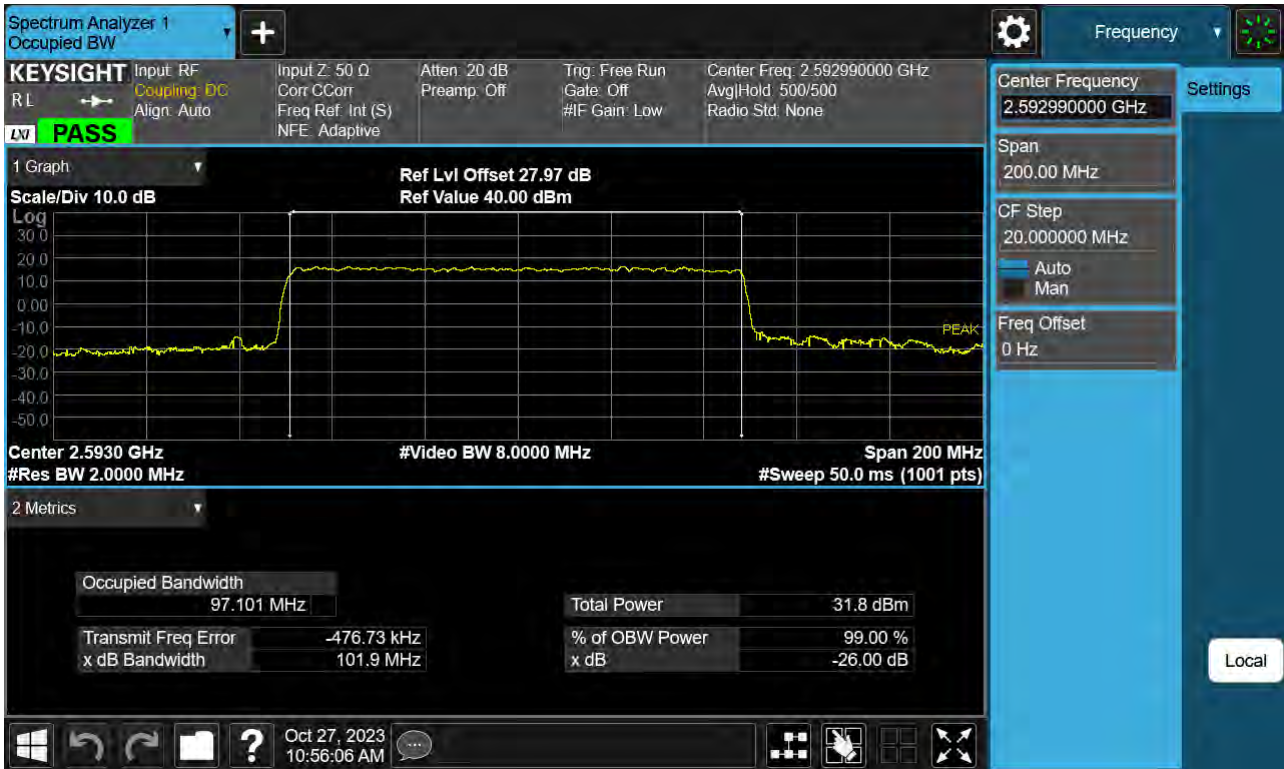 Spectrum Analyzer 1
Occupied BW
Frequency
KEYSIGHT
R L
LXI
PASS
Input: RF
Coupling: DC
Align: Auto
Input Z: 50 Ω
Corr CCorr
Freq Ref: Int (S)
NFE: Adaptive
Atten: 20 dB
Preamp: Off
Trig: Free Run
Gate: Off
#IF Gain: Low
Center Freq: 2.592990000 GHz
Avg|Hold: 500/500
Radio Std: None
Center Frequency
2.592990000 GHz
Settings
Span
200.00 MHz
CF Step
20.000000 MHz
Auto
Man
Freq Offset
0 Hz
Local
1 Graph
Scale/Div 10.0 dB
Ref Lvl Offset 27.97 dB
Ref Value 40.00 dBm
Log
30.0
20.0
10.0
0.00
-10.0
-20.0
-30.0
-40.0
-50.0
PEAK
Center 2.5930 GHz
#Video BW 8.0000 MHz
Span 200 MHz
#Res BW 2.0000 MHz
#Sweep 50.0 ms (1001 pts)
2 Metrics
Occupied Bandwidth
97.101 MHz
Total Power 31.8 dBm
Transmit Freq Error -476.73 kHz
% of OBW Power 99.00 %
x dB Bandwidth 101.9 MHz
x dB -26.00 dB
?
Oct 27, 2023
10:56:06 AM